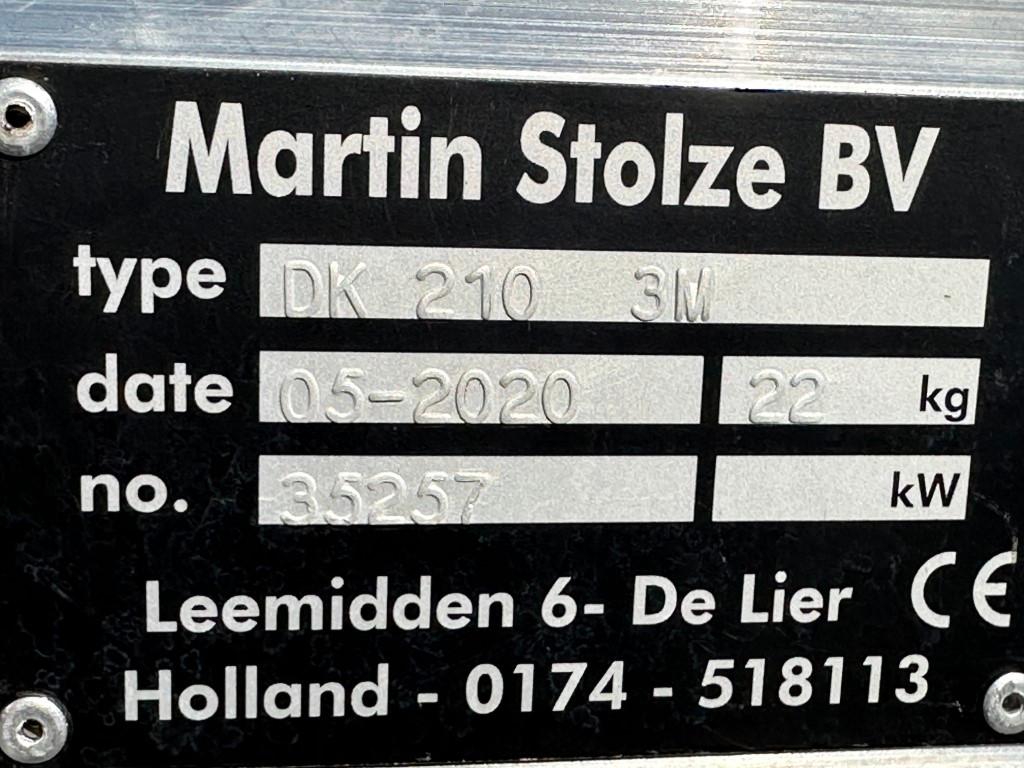 Martin Stolze BV
type DK 210 3M
date 05-2020 22 kg
no. 35257 kW
Leemidden 6- De Lier CE
Holland - 0174 - 518113